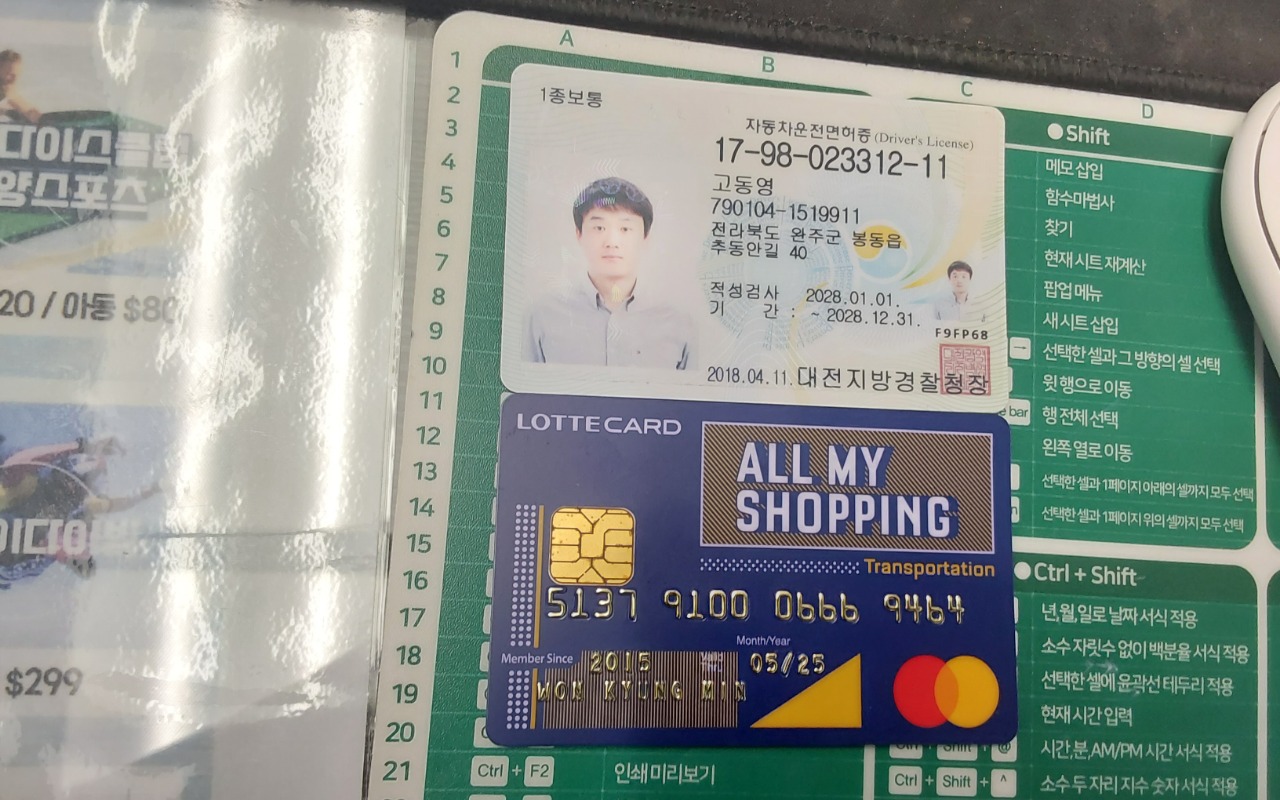 A
B
C
D
1
2
3
4
5
6
7
8
9
10
11
12
13
14
15
16
17
18
19
20
21
1종보통
자동차운전면허증 (Driver's License)
17-98-023312-11
고동영
790104-1519911
전라북도 완주군 봉동읍
추동안길 40
적성검사 2028.01.01.
기 간 : ~ 2028.12.31.
F9FP68
2018.04.11. 대전지방경찰청장
LOTTE CARD
ALL MY
SHOPPING
Transportation
5137 9100 0666 9464
Month/Year
Member Since 2015 05/25
WON KYUNG MIN
Shift
메모 삽입
함수마법사
찾기
현재 시트 재계산
팝업 메뉴
새 시트 삽입
→ 선택한 셀과 그 방향의 셀 선택
윗 행으로 이동
e bar 행 전체 선택
왼쪽 열로 이동
선택한 셀과 1페이지 아래의 셀까지 모두 선택
선택한 셀과 1페이지 위의 셀까지 모두 선택
Ctrl + Shift
년,월,일로 날짜 서식 적용
소수 자릿수 없이 백분율 서식 적용
선택한 셀에 윤곽선 테두리 적용
현재 시간 입력
Ctrl + Shift + @ 시간,분,AM/PM 시간 서식 적용
Ctrl + F2 인쇄 미리보기
Ctrl + Shift + ^ 소수 두 자리 지수 숫자 서식 적용
양스포츠
20 / 아동 $80
$299